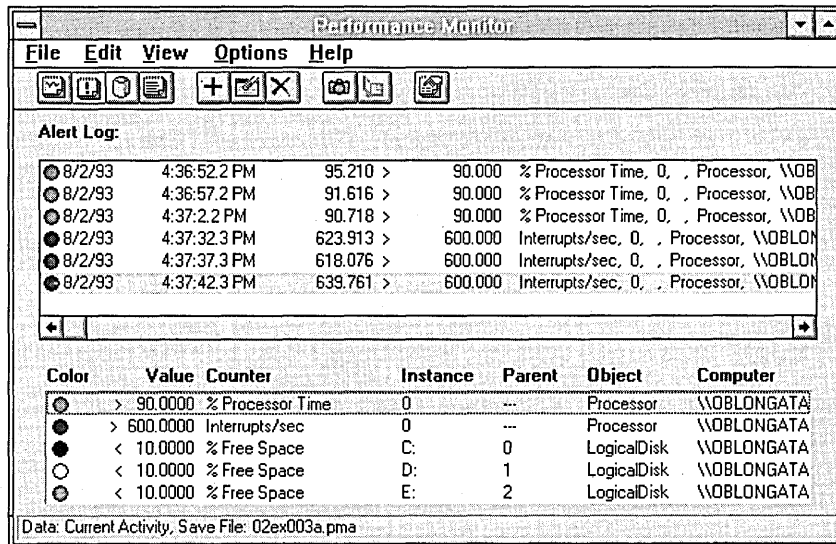 Performance Monitor
File Edit View Options Help
Alert Log:
8/2/93 4:36:52.2 PM 95.210 > 90.000 % Processor Time, 0, , Processor, \\OB
8/2/93 4:36:57.2 PM 91.616 > 90.000 % Processor Time, 0, , Processor, \\OB
8/2/93 4:37:2.2 PM 90.718 > 90.000 % Processor Time, 0, , Processor, \\OB
8/2/93 4:37:32.3 PM 623.913 > 600.000 Interrupts/sec, 0, , Processor, \\OBLON
8/2/93 4:37:37.3 PM 618.076 > 600.000 Interrupts/sec, 0, , Processor, \\OBLON
8/2/93 4:37:42.3 PM 639.761 > 600.000 Interrupts/sec, 0, , Processor, \\OBLON
Color Value Counter Instance Parent Object Computer
> 90.0000 % Processor Time 0 --- Processor \\OBLONGATA
> 600.0000 Interrupts/sec 0 --- Processor \\OBLONGATA
< 10.0000 % Free Space C: 0 LogicalDisk \\OBLONGATA
< 10.0000 % Free Space D: 1 LogicalDisk \\OBLONGATA
< 10.0000 % Free Space E: 2 LogicalDisk \\OBLONGATA
Data: Current Activity, Save File: 02ex003a.pma